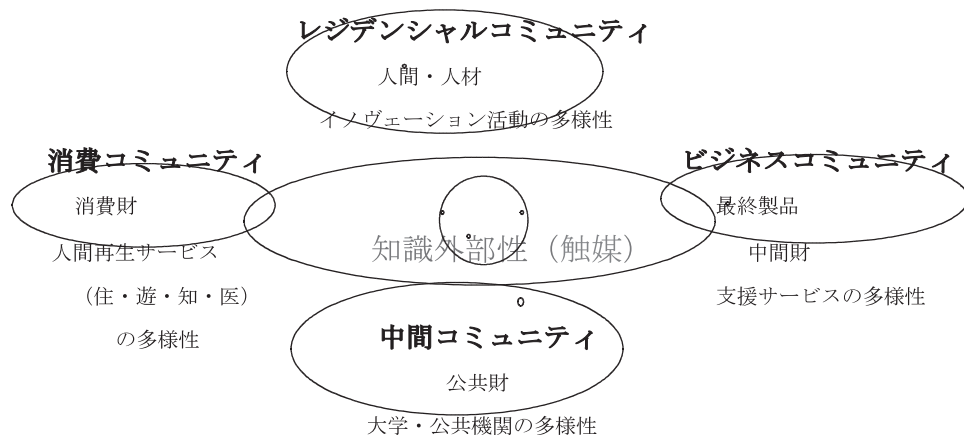 レジデンシャルコミュニティ
人間・人材
イノヴェーション活動の多様性
消費コミュニティ
消費財
人間再生サービス
（住・遊・知・医）
の多様性
知識外部性（触媒）
ビジネスコミュニティ
最終製品
中間財
支援サービスの多様性
中間コミュニティ
公共財
大学・公共機関の多様性